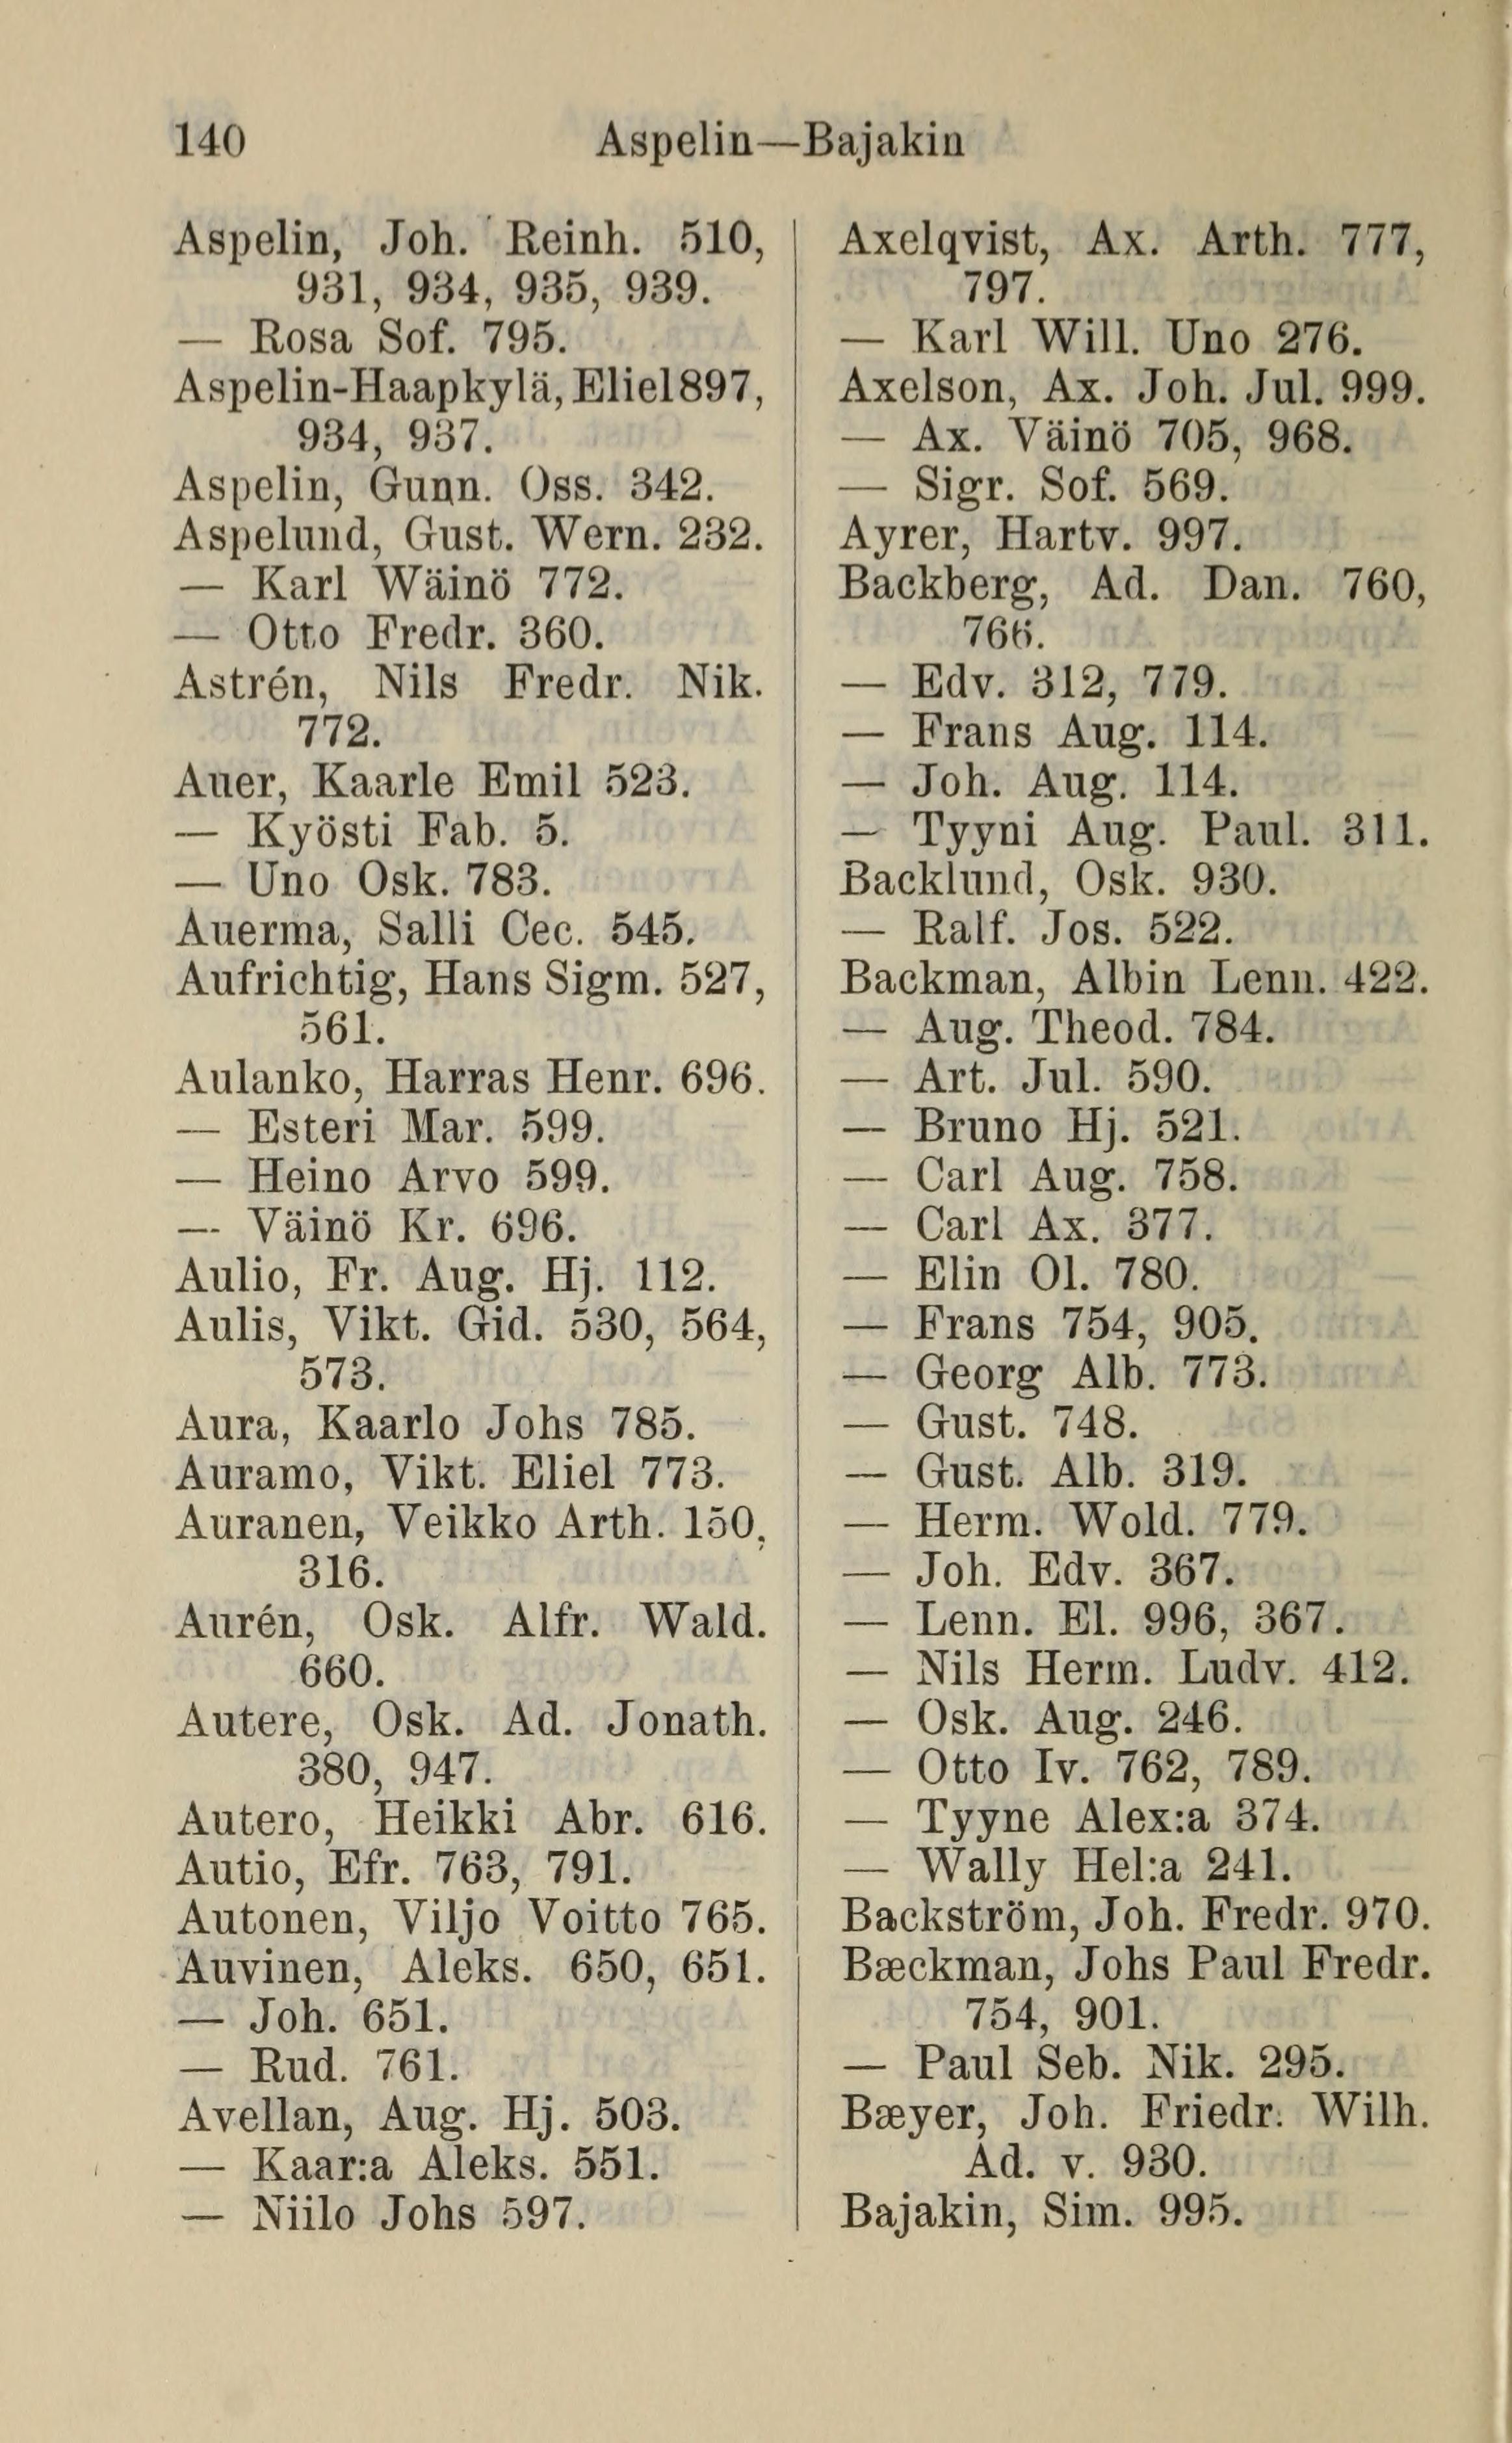 140 Aspelin—Bajakin
Aspelin, Joh. Reinh. 510,
931, 934, 935, 939.
— Rosa Sof. 795.
Aspelin-Haapkylä, Eliel 897,
934, 937.
Aspelin, Gunn. Oss. 342.
Aspelund, Gust. Wern. 232.
— Karl Wäinö 772.
— Otto Fredr. 360.
Astrén, Nils Fredr. Nik.
772.
Auer, Kaarle Emil 523.
— Kyösti Fab. 5.
— Uno Osk. 783.
Auerma, Salli Cec. 545.
Aufrichtig, Hans Sigm. 527,
561.
Aulanko, Harras Henr. 696.
— Esteri Mar. 599.
— Heino Arvo 599.
— Väinö Kr. 696.
Aulio, Fr. Aug. Hj. 112.
Aulis, Vikt. Gid. 530, 564,
573.
Aura, Kaarlo Johs 785.
Auramo, Vikt. Eliel 773.
Auranen, Veikko Arth. 150,
316.
Aurén, Osk. Alfr. Wald.
660.
Autere, Osk. Ad. Jonath.
380, 947.
Autero, Heikki Abr. 616.
Autio, Efr. 763, 791.
Autonen, Viljo Voitto 765.
Auvinen, Aleks. 650, 651.
— Joh. 651.
— Rud. 761.
Avellan, Aug. Hj. 503.
— Kaar:a Aleks. 551.
— Niilo Johs 597.
Axelqvist, Ax. Arth. 777,
797.
— Karl Will. Uno 276.
Axelson, Ax. Joh. Jul. 999.
— Ax. Väinö 705, 968.
— Sigr. Sof. 569.
Ayrer, Hartv. 997.
Backberg, Ad. Dan. 760,
766.
— Edv. 312, 779.
— Frans Aug. 114.
— Joh. Aug. 114.
— Tyyni Aug. Paul. 311.
Backlund, Osk. 930.
— Ralf. Jos. 522.
Backman, Albin Lenn. 422.
— Aug. Theod. 784.
— Art. Jul. 590.
— Bruno Hj. 521.
— Carl Aug. 758.
— Carl Ax. 377.
— Elin Ol. 780.
— Frans 754, 905.
— Georg Alb. 773.
— Gust. 748.
— Gust. Alb. 319.
— Herm. Wold. 779.
— Joh. Edv. 367.
— Lenn. El. 996, 367.
— Nils Herm. Ludv. 412.
— Osk. Aug. 246.
— Otto Iv. 762, 789.
— Tyyne Alex:a 374.
— Wally Hel:a 241.
Backström, Joh. Fredr. 970.
Bæckman, Johs Paul Fredr.
754, 901.
— Paul Seb. Nik. 295.
Bæyer, Joh. Friedr. Wilh.
Ad. v. 930.
Bajakin, Sim. 995.